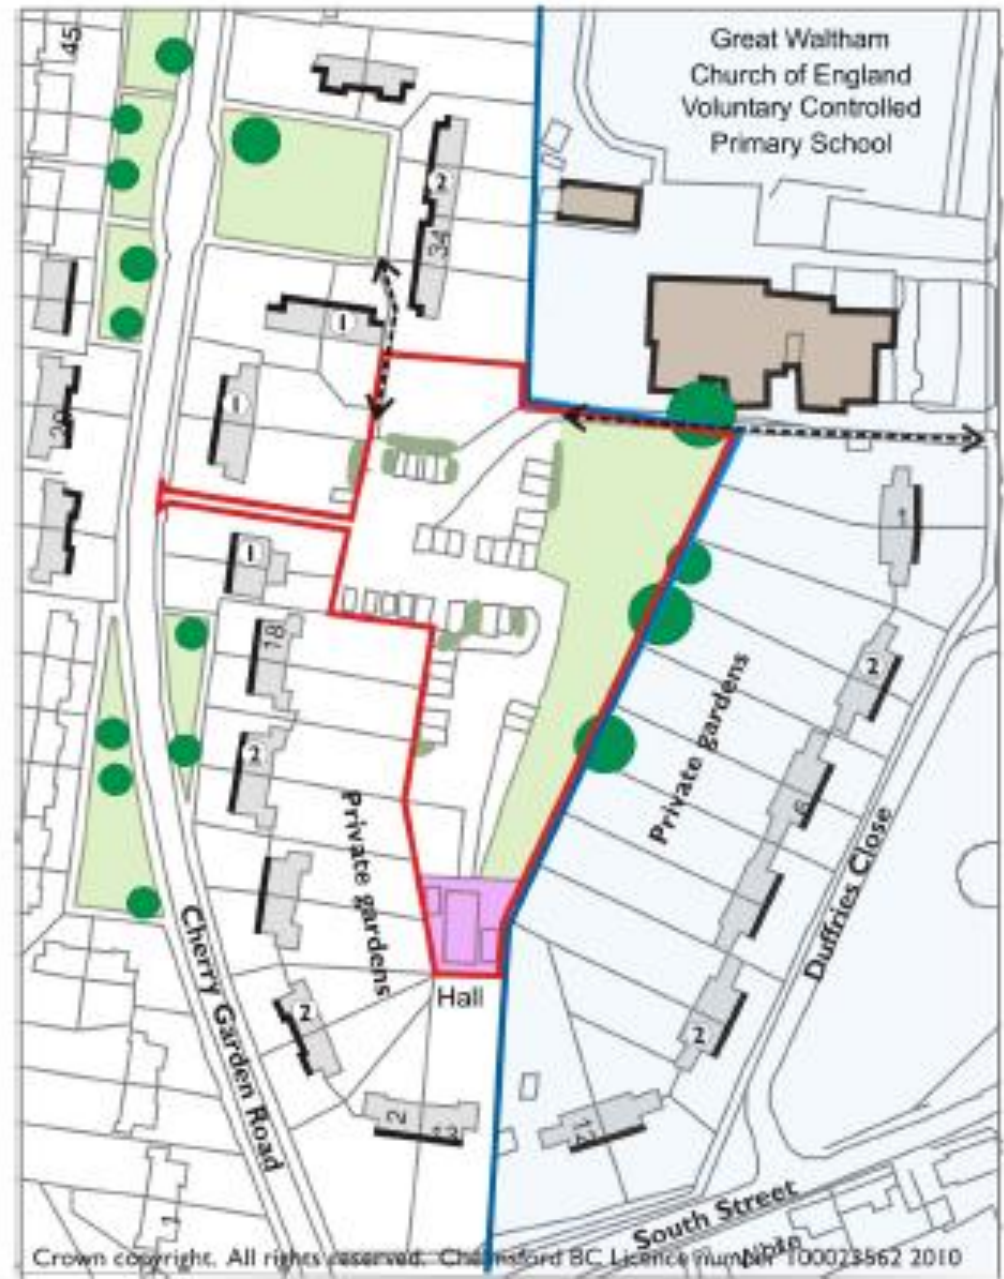 45
Great Waltham
Church of England
Voluntary Controlled
Primary School
2
34
1
1
1
1
18
2
2
2
Private gardens
Private gardens
6
Duffries Close
Cherry Garden Road
Hall
2
2
12
13
1
South Street
Crown copyright. All rights reserved. Chelmsford BC Licence number 100023562 2010